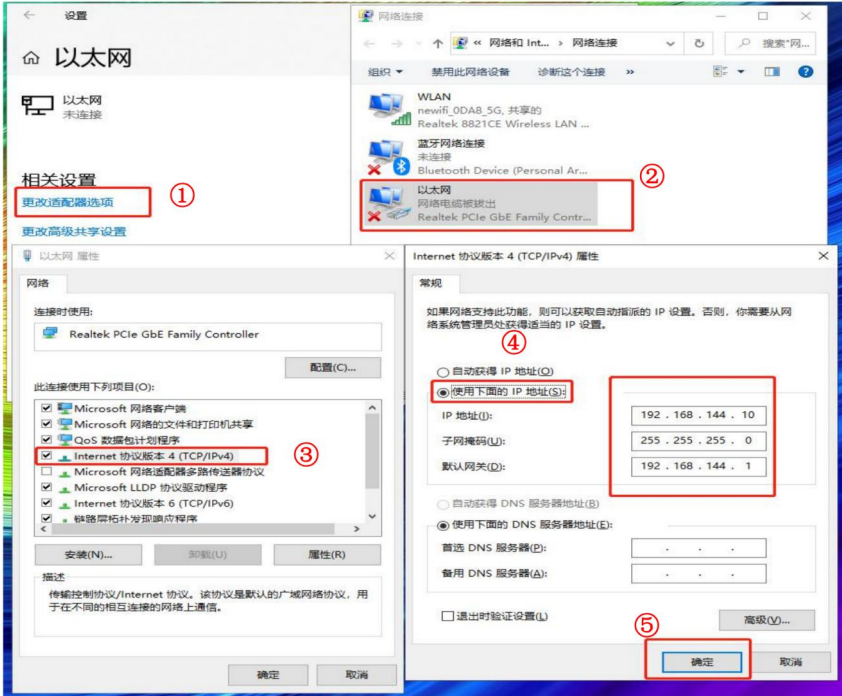 设置
以太网
以太网
未连接
相关设置
更改适配器选项
①
更改高级共享设置
网络连接
« 网络和 Int... › 网络连接
搜索"网...
组织
禁用此网络设备
诊断这个连接
»
WLAN
newifi_0DA8_5G, 共享的
Realtek 8821CE Wireless LAN ...
蓝牙网络连接
未连接
Bluetooth Device (Personal Ar...
②
以太网
网络电缆被拔出
Realtek PCIe GbE Family Contr...
以太网 属性
网络
连接时使用:
Realtek PCIe GbE Family Controller
配置(C)...
此连接使用下列项目(O):
Microsoft 网络客户端
Microsoft 网络的文件和打印机共享
QoS 数据包计划程序
Internet 协议版本 4 (TCP/IPv4)
③
Microsoft 网络适配器多路传送器协议
Microsoft LLDP 协议驱动程序
Internet 协议版本 6 (TCP/IPv6)
链路层拓扑发现响应程序
安装(N)...
卸载(U)
属性(R)
描述
传输控制协议/Internet 协议。该协议是默认的广域网络协议，用
于在不同的相互连接的网络上通信。
确定
取消
Internet 协议版本 4 (TCP/IPv4) 属性
常规
如果网络支持此功能，则可以获取自动指派的 IP 设置。否则，你需要从网
络系统管理员处获得适当的 IP 设置。
④
自动获得 IP 地址(O)
使用下面的 IP 地址(S):
IP 地址(I):
192 . 168 . 144 . 10
子网掩码(U):
255 . 255 . 255 . 0
默认网关(D):
192 . 168 . 144 . 1
自动获得 DNS 服务器地址(B)
使用下面的 DNS 服务器地址(E):
首选 DNS 服务器(P):
. . .
备用 DNS 服务器(A):
. . .
退出时验证设置(L)
高级(V)...
⑤
确定
取消